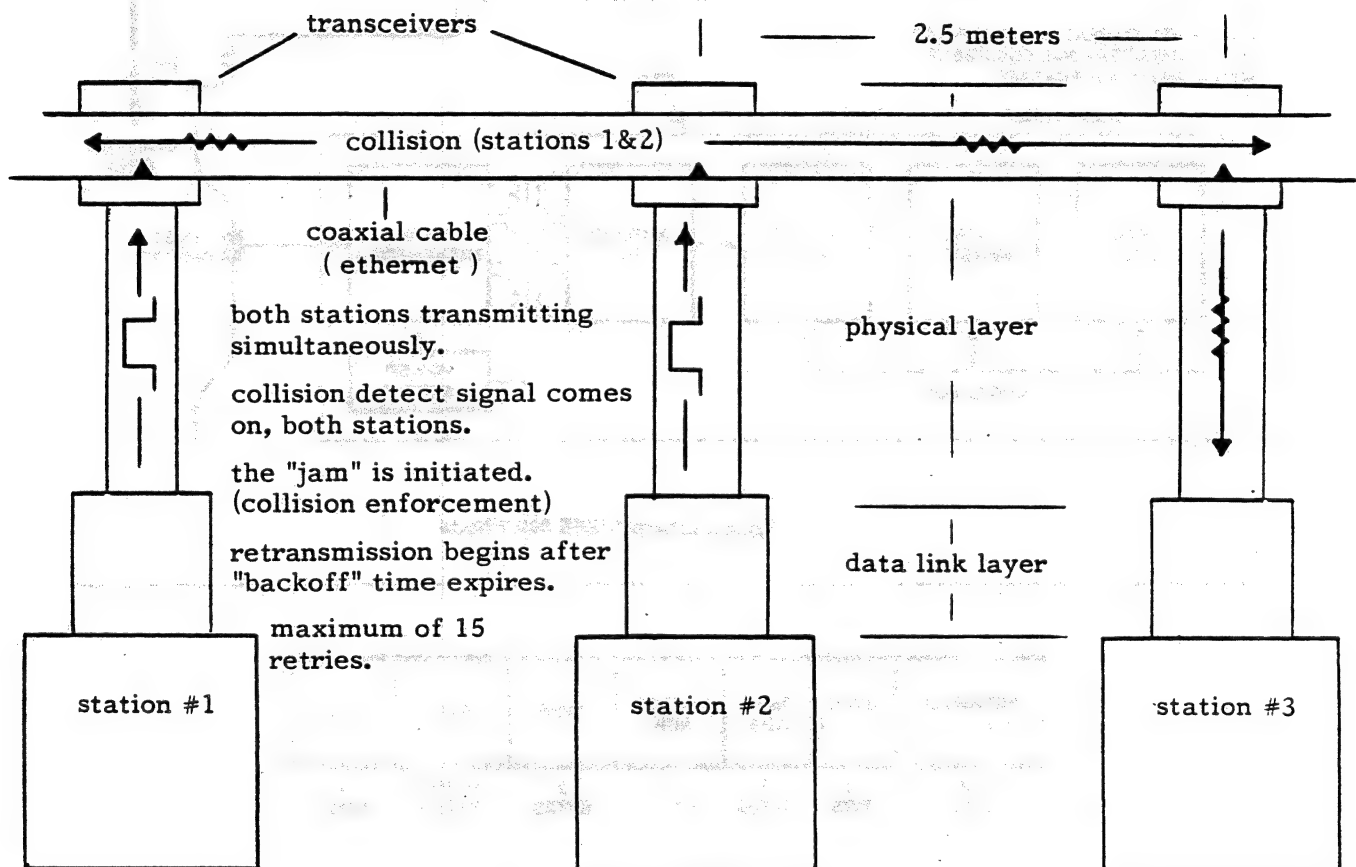 transceivers
2.5 meters
collision (stations 1&2)
coaxial cable
( ethernet )
both stations transmitting
simultaneously.
collision detect signal comes
on, both stations.
the "jam" is initiated.
(collision enforcement)
retransmission begins after
"backoff" time expires.
maximum of 15
retries.
physical layer
data link layer
station #1
station #2
station #3